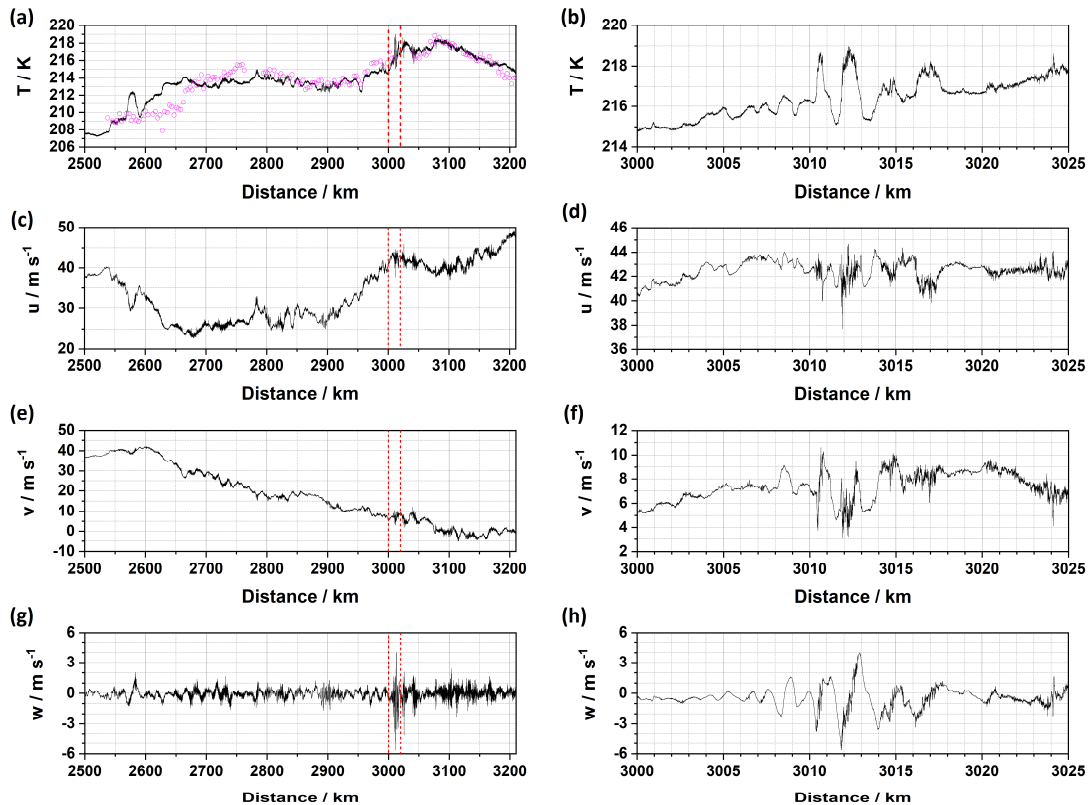 (a)
220
218
216
214
212
210
208
206
T / K
2500 2600 2700 2800 2900 3000 3100 3200
Distance / km
(b)
220
218
216
214
T / K
3000 3005 3010 3015 3020 3025
Distance / km
(c)
50
40
30
20
u / m s⁻¹
2500 2600 2700 2800 2900 3000 3100 3200
Distance / km
(d)
46
44
42
40
38
36
u / m s⁻¹
3000 3005 3010 3015 3020 3025
Distance / km
(e)
50
40
30
20
10
0
-10
v / m s⁻¹
2500 2600 2700 2800 2900 3000 3100 3200
Distance / km
(f)
12
10
8
6
4
2
v / m s⁻¹
3000 3005 3010 3015 3020 3025
Distance / km
(g)
6
3
0
-3
-6
w / m s⁻¹
2500 2600 2700 2800 2900 3000 3100 3200
Distance / km
(h)
6
3
0
-3
-6
w / m s⁻¹
3000 3005 3010 3015 3020 3025
Distance / km